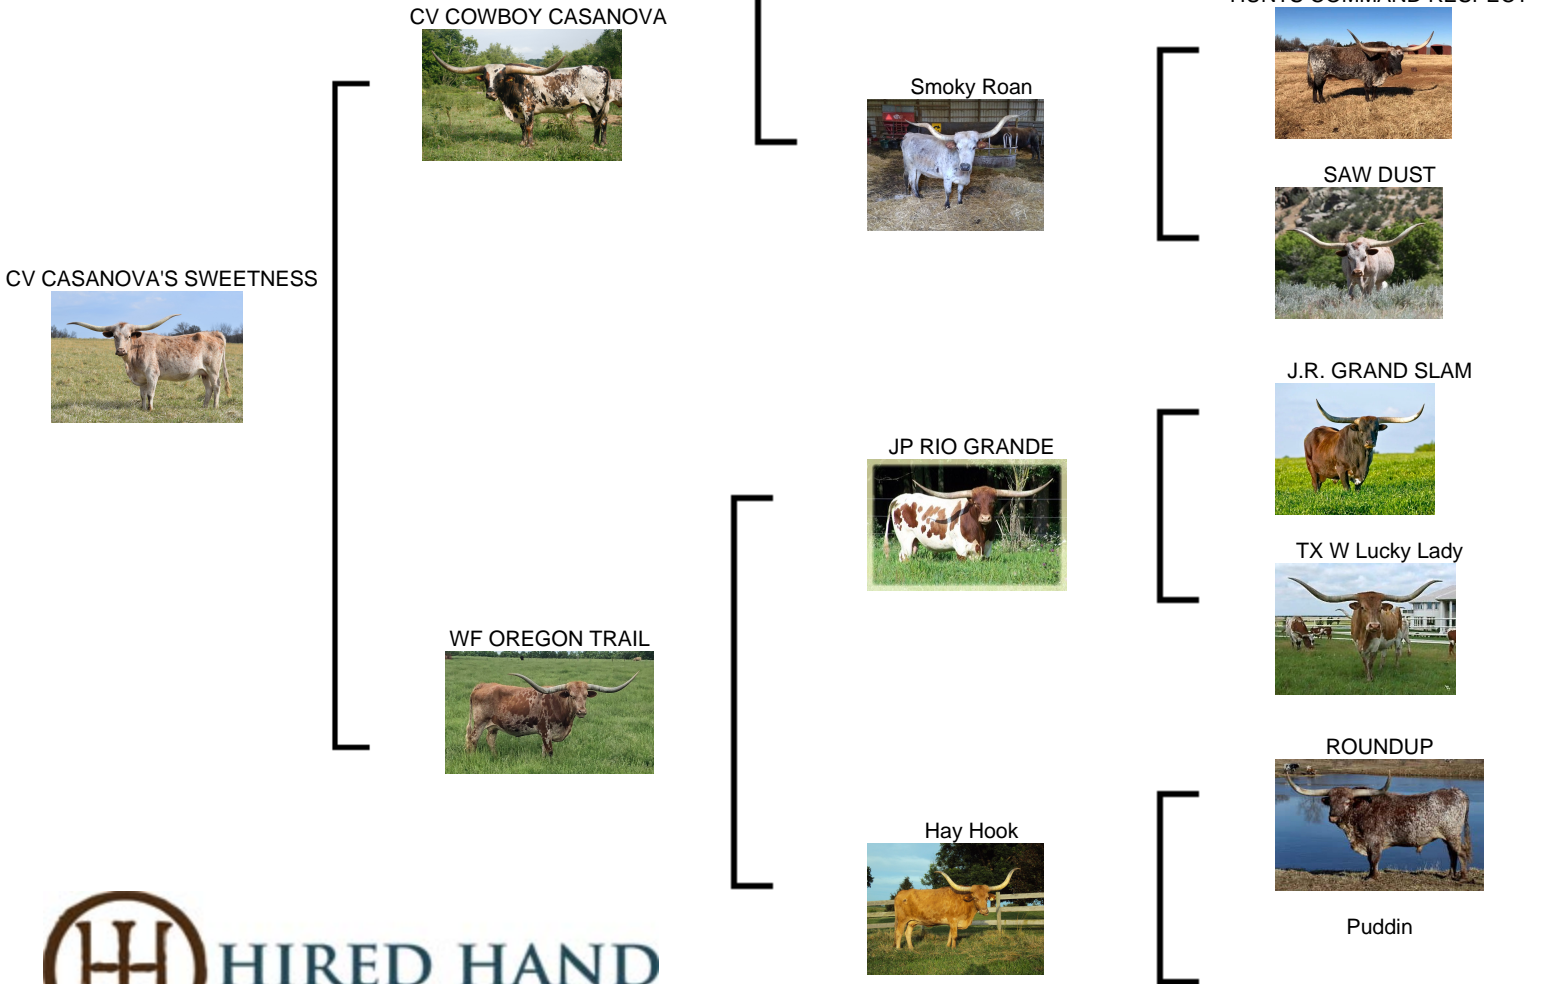 CV COWBOY CASANOVA
Smoky Roan
SAW DUST
CV CASANOVA'S SWEETNESS
J.R. GRAND SLAM
JP RIO GRANDE
TX W Lucky Lady
WF OREGON TRAIL
ROUNDUP
Hay Hook
Puddin
HIRED HAND